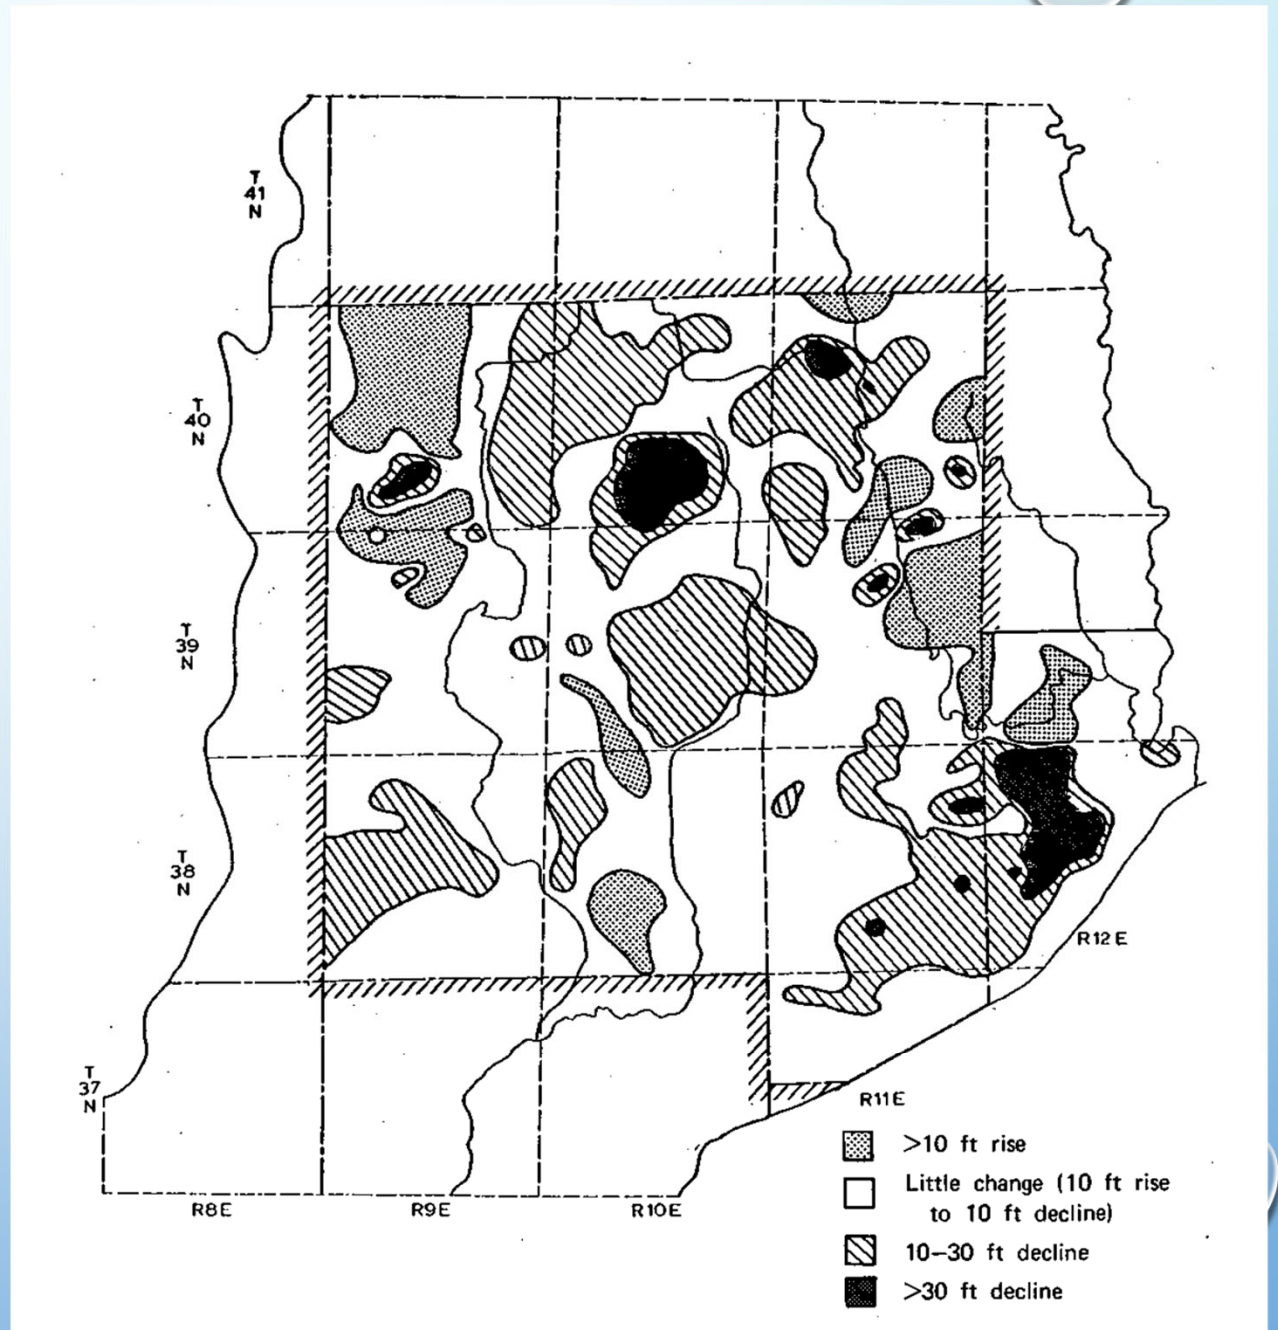 T
41
N
T
40
N
T
39
N
T
38
N
R12E
T
37
N
R11E
R8E
R9E
R10E
>10 ft rise
Little change (10 ft rise
to 10 ft decline)
10–30 ft decline
>30 ft decline